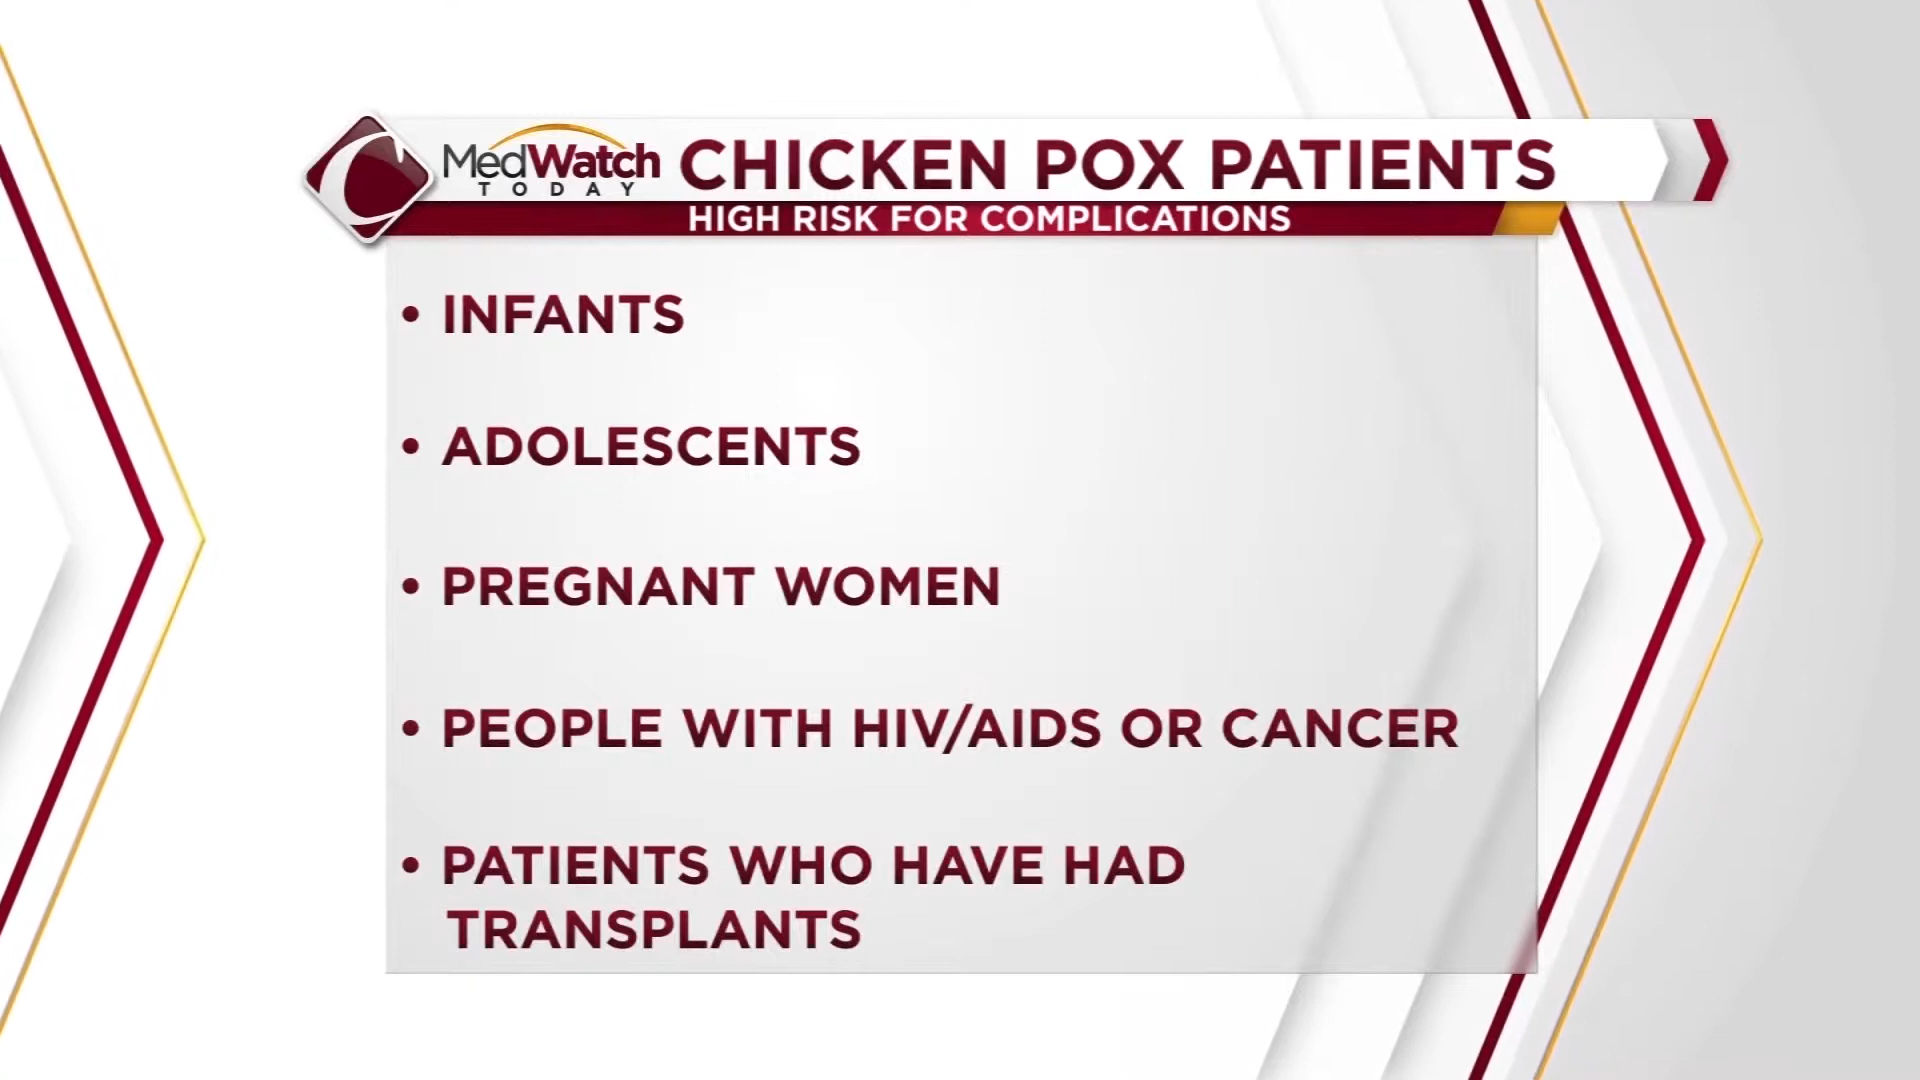 MedWatch
TODAY
CHICKEN POX PATIENTS
HIGH RISK FOR COMPLICATIONS
• INFANTS
• ADOLESCENTS
• PREGNANT WOMEN
• PEOPLE WITH HIV/AIDS OR CANCER
• PATIENTS WHO HAVE HAD
TRANSPLANTS